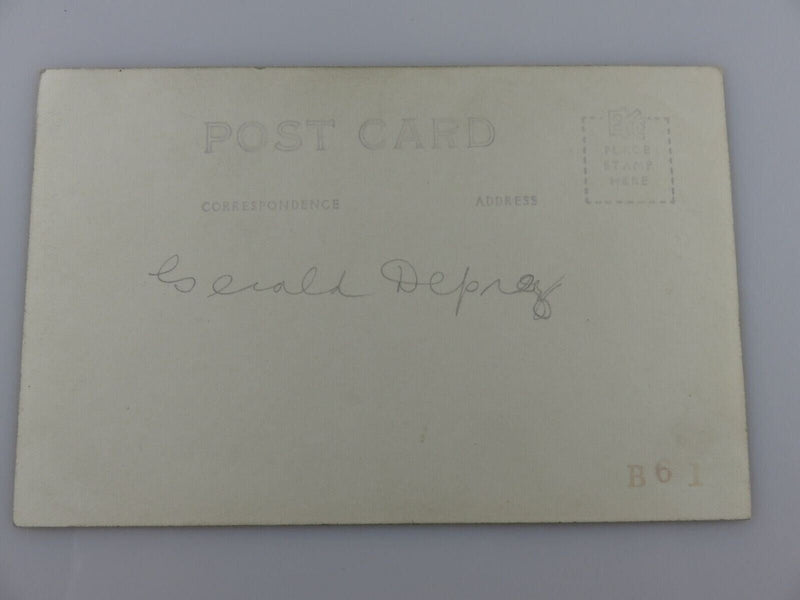 POST CARD
PLACE
STAMP
HERE
CORRESPONDENCE ADDRESS
Gerald Deprez
B61